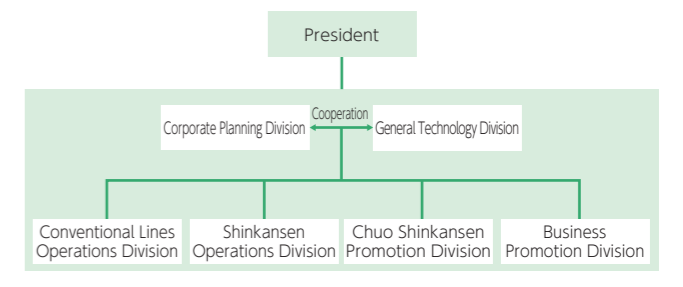 President
Cooperation
Corporate Planning Division
General Technology Division
Conventional Lines
Operations Division
Shinkansen
Operations Division
Chuo Shinkansen
Promotion Division
Business
Promotion Division